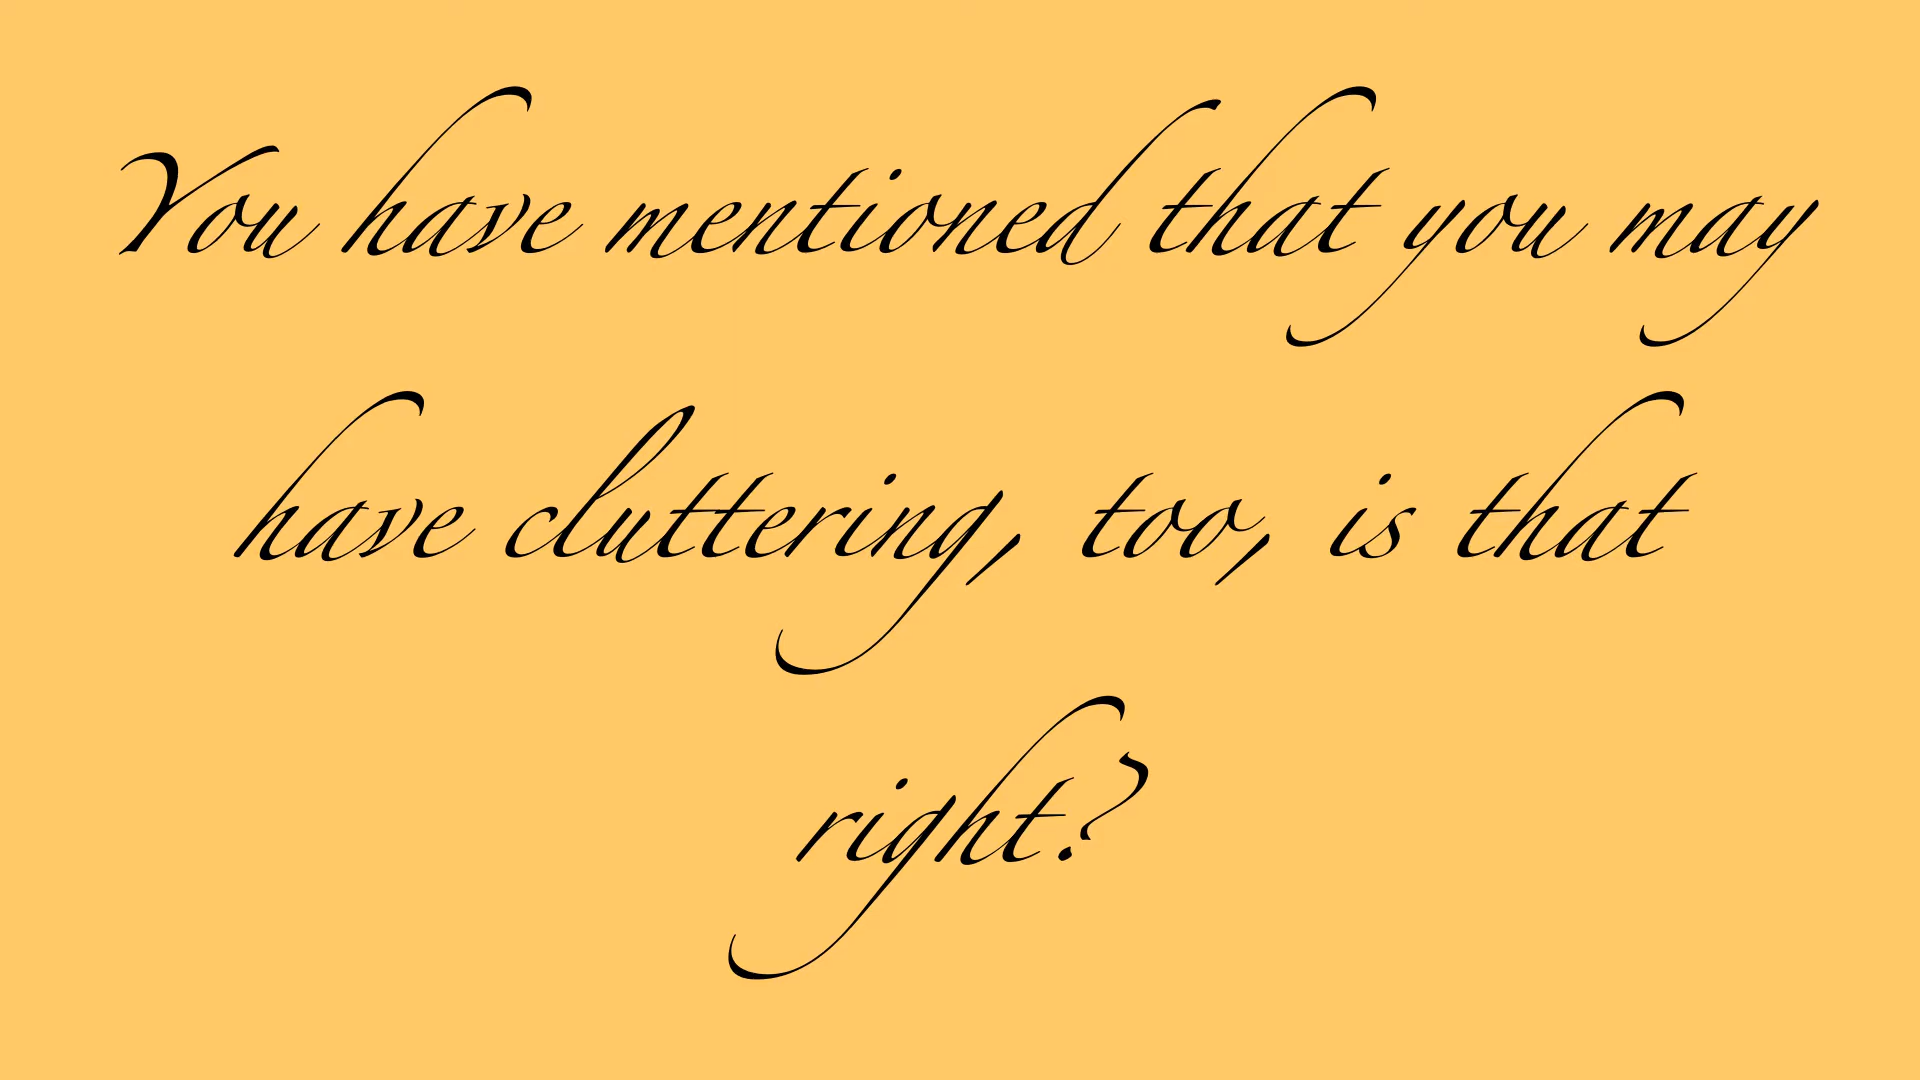 You have mentioned that you may
have cluttering, too, is that
right?